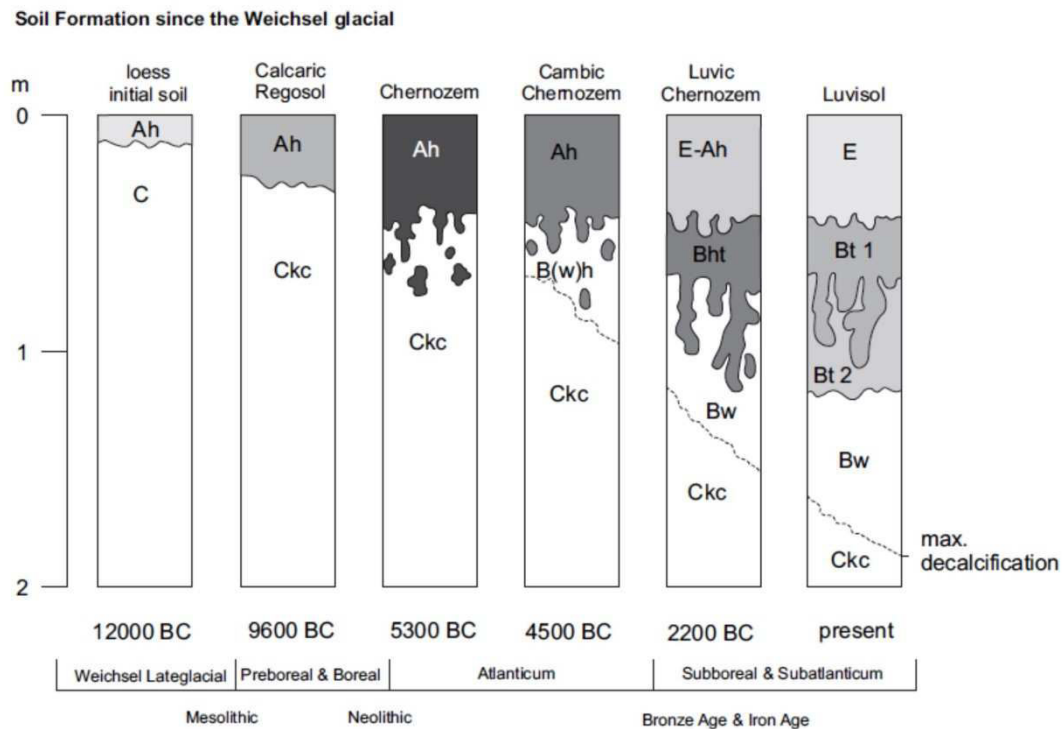 Soil Formation since the Weichsel glacial
m
loess
initial soil
Calcaric
Regosol
Chernozem
Cambic
Chernozem
Luvic
Chernozem
Luvisol
0
1
2
Ah
C
Ah
Ckc
Ah
Ckc
Ah
B(w)h
Ckc
E-Ah
Bht
Bw
Ckc
E
Bt 1
Bt 2
Bw
Ckc
max.
decalcification
12000 BC
9600 BC
5300 BC
4500 BC
2200 BC
present
Weichsel Lateglacial
Preboreal & Boreal
Atlanticum
Subboreal & Subatlanticum
Mesolithic
Neolithic
Bronze Age & Iron Age